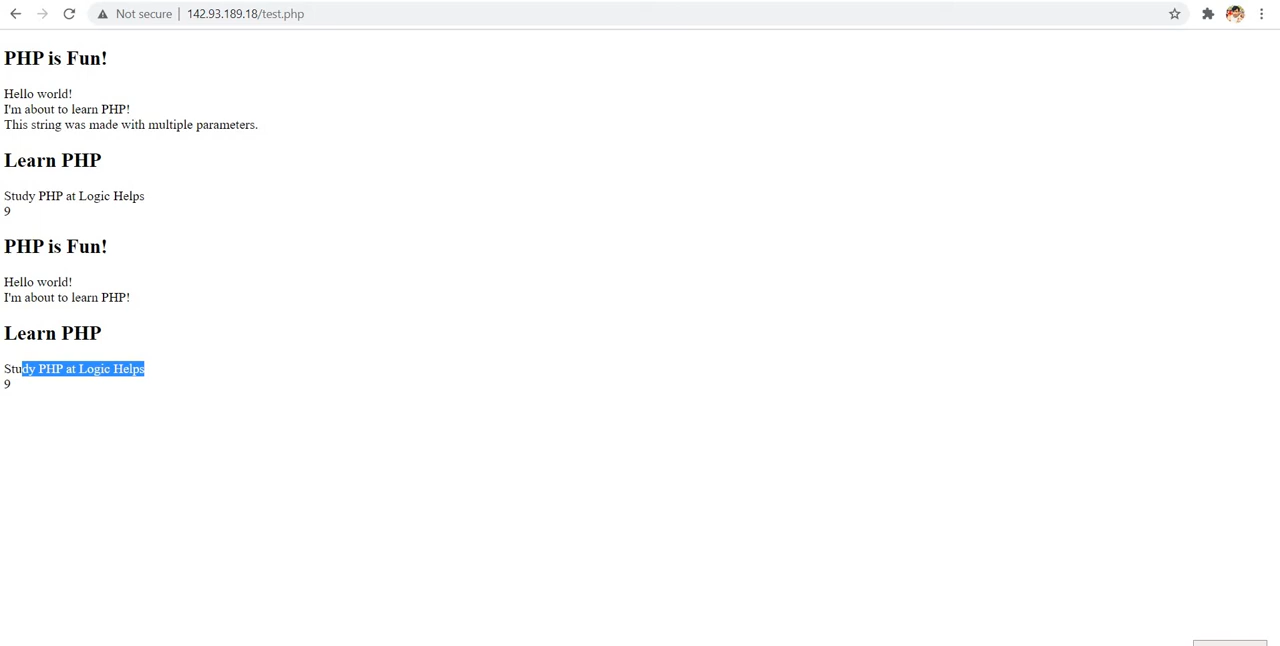 Not secure | 142.93.189.18/test.php
PHP is Fun!
Hello world!
I'm about to learn PHP!
This string was made with multiple parameters.
Learn PHP
Study PHP at Logic Helps
9
PHP is Fun!
Hello world!
I'm about to learn PHP!
Learn PHP
Study PHP at Logic Helps
9